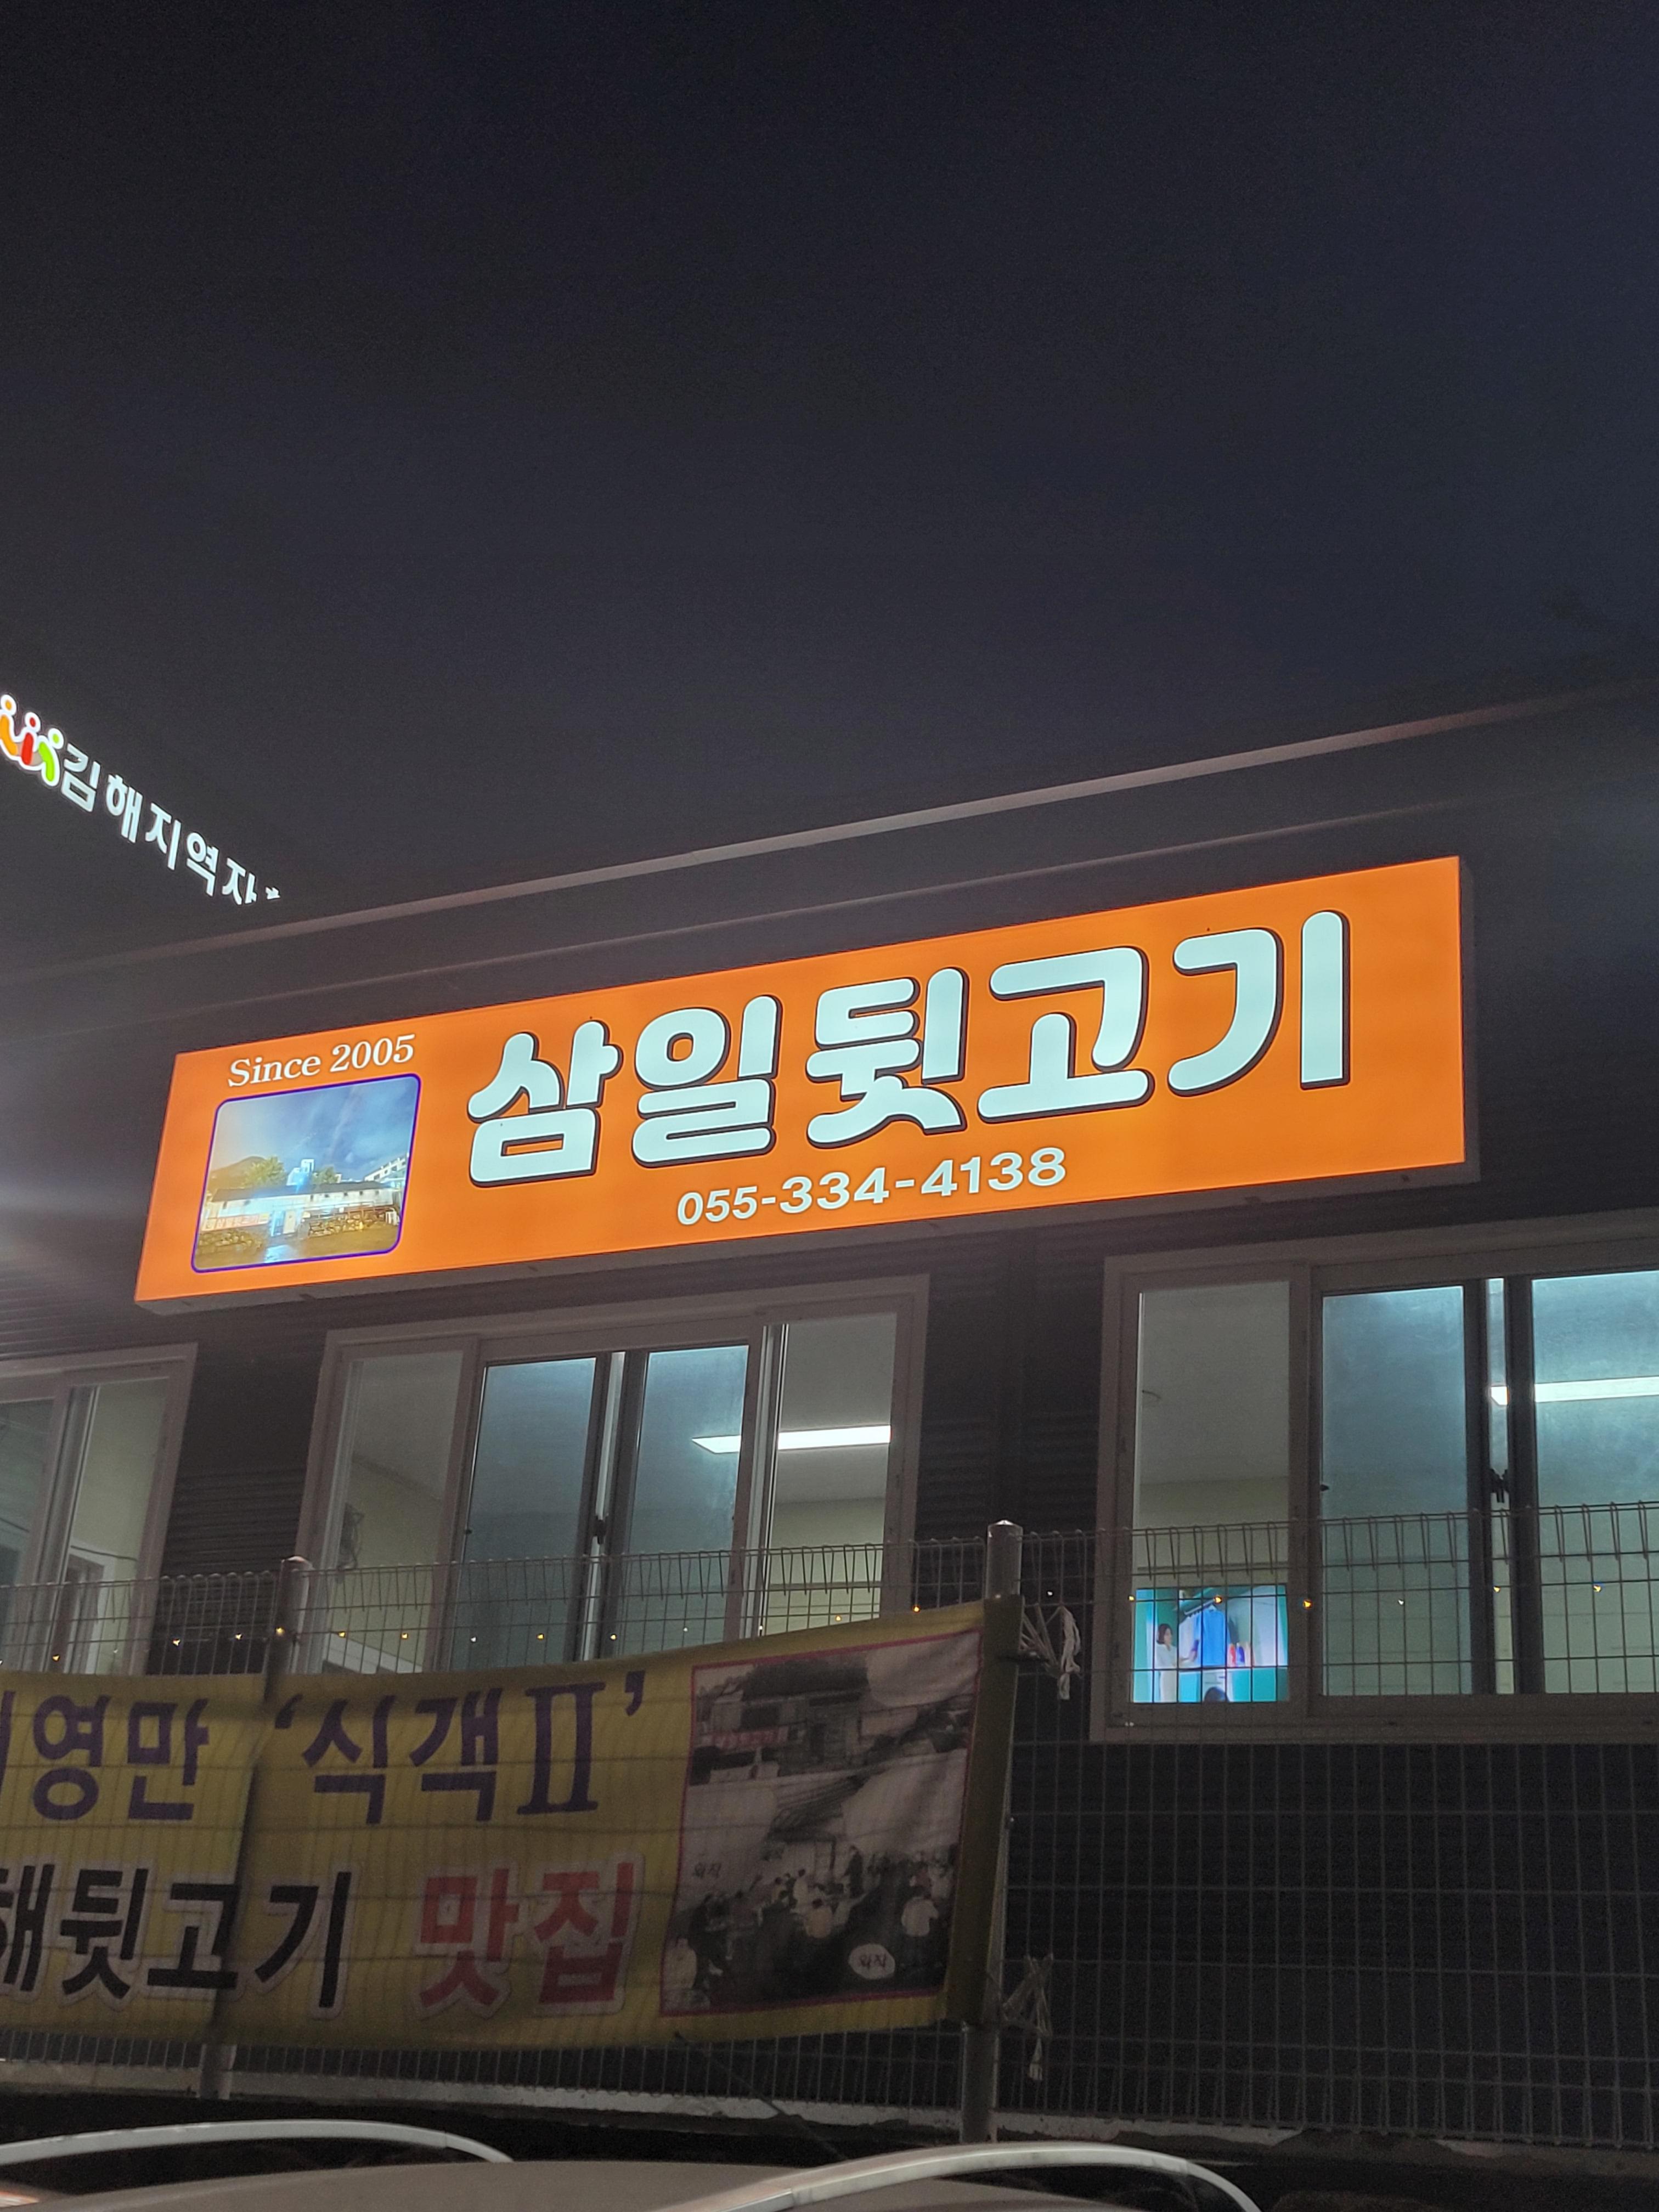 김해지역자
Since 2005
삼일뒷고기
055-334-4138
영만 '식객Ⅱ'
해뒷고기 맛집